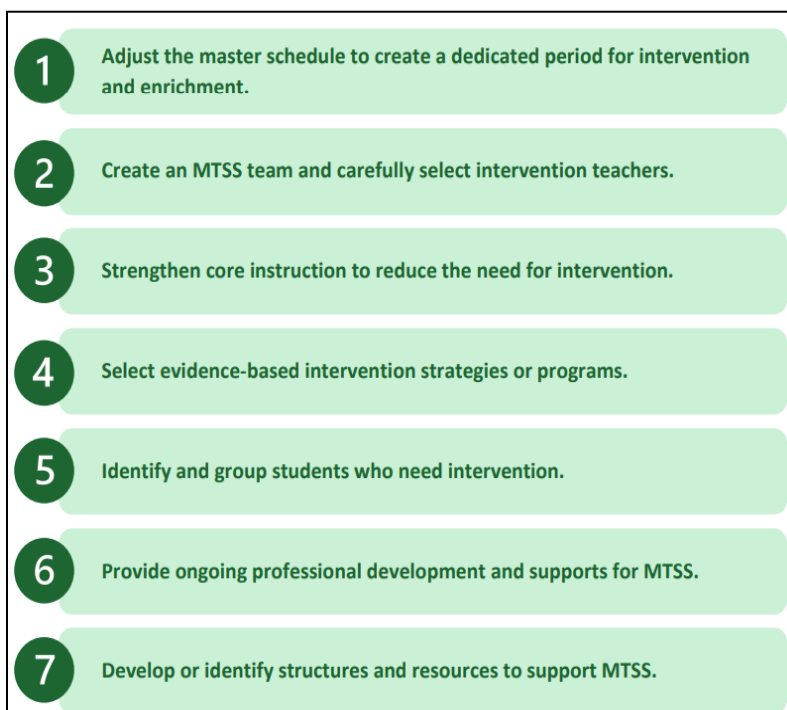 1
Adjust the master schedule to create a dedicated period for intervention
and enrichment.
2
Create an MTSS team and carefully select intervention teachers.
3
Strengthen core instruction to reduce the need for intervention.
4
Select evidence-based intervention strategies or programs.
5
Identify and group students who need intervention.
6
Provide ongoing professional development and supports for MTSS.
7
Develop or identify structures and resources to support MTSS.